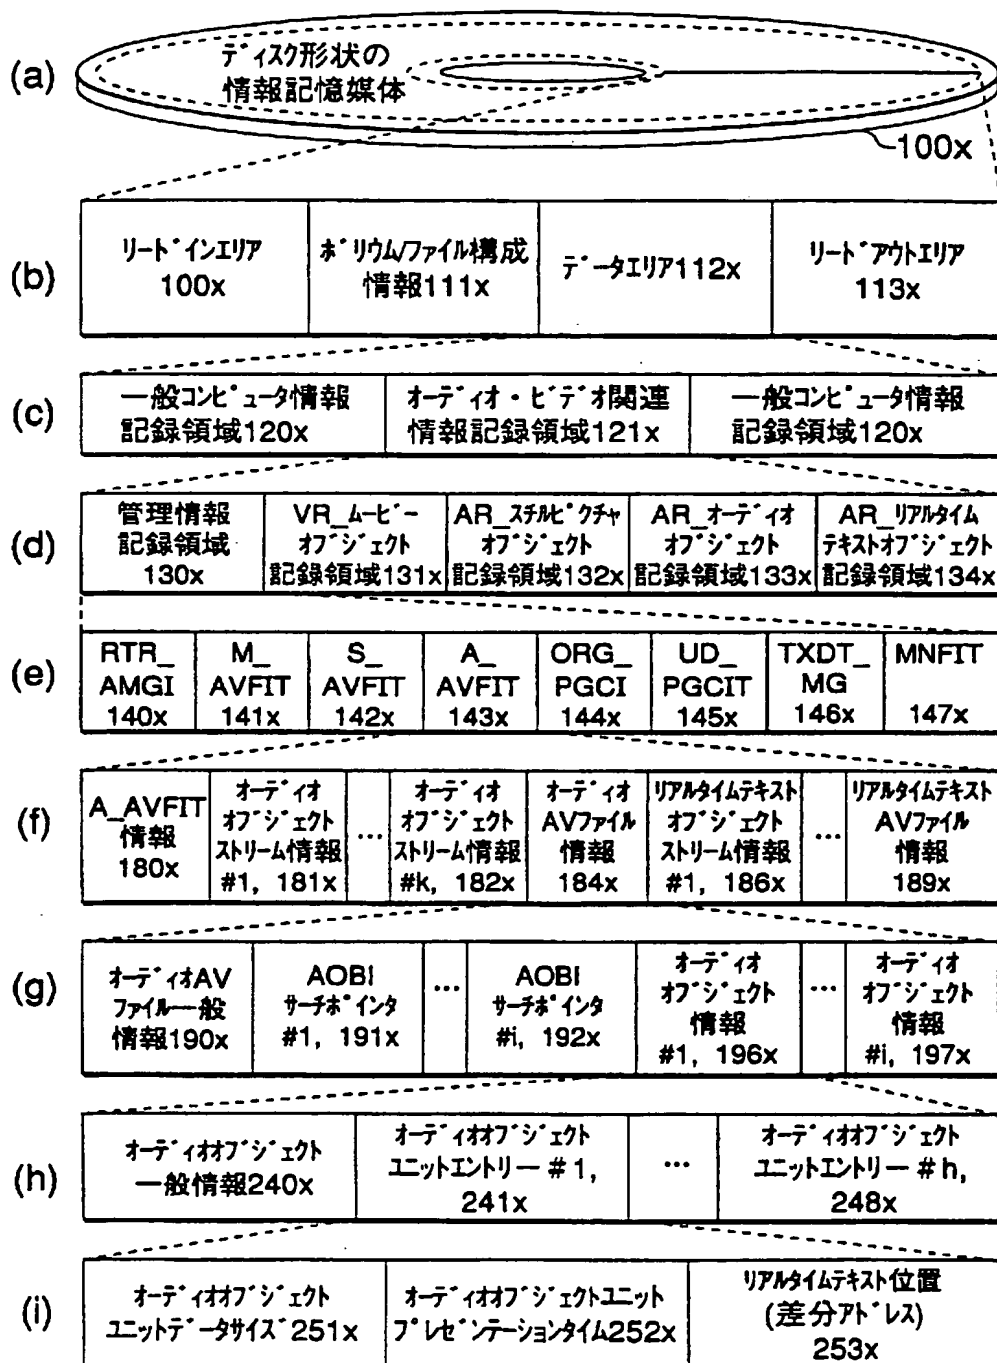 (a)
ディスク形状の
情報記憶媒体
100x
(b)
リードインエリア
100x
ボリウム/ファイル構成
情報111x
データエリア112x
リードアウトエリア
113x
(c)
一般コンピュータ情報
記録領域120x
オーディオ・ビデオ関連
情報記録領域121x
一般コンピュータ情報
記録領域120x
(d)
管理情報
記録領域
130x
VR_ムービー
オブジェクト
記録領域131x
AR_スチルピクチャ
オブジェクト
記録領域132x
AR_オーディオ
オブジェクト
記録領域133x
AR_リアルタイム
テキストオブジェクト
記録領域134x
(e)
RTR_
AMGI
140x
M_
AVFIT
141x
S_
AVFIT
142x
A_
AVFIT
143x
ORG_
PGCI
144x
UD_
PGCIT
145x
TXDT_
MG
146x
MNFIT
147x
(f)
A_AVFIT
情報
180x
オーディオ
オブジェクト
ストリーム情報
#1, 181x
…
オーディオ
オブジェクト
ストリーム情報
#k, 182x
オーディオ
AVファイル
情報
184x
リアルタイムテキスト
オブジェクト
ストリーム情報
#1, 186x
…
リアルタイムテキスト
AVファイル
情報
189x
(g)
オーディオAV
ファイル一般
情報190x
AOBI
サーチポインタ
#1, 191x
…
AOBI
サーチポインタ
#i, 192x
オーディオ
オブジェクト
情報
#1, 196x
…
オーディオ
オブジェクト
情報
#i, 197x
(h)
オーディオオブジェクト
一般情報240x
オーディオオブジェクト
ユニットエントリー #1,
241x
…
オーディオオブジェクト
ユニットエントリー #h,
248x
(i)
オーディオオブジェクト
ユニットデータサイズ251x
オーディオオブジェクトユニット
プレゼンテーションタイム252x
リアルタイムテキスト位置
(差分アドレス)
253x